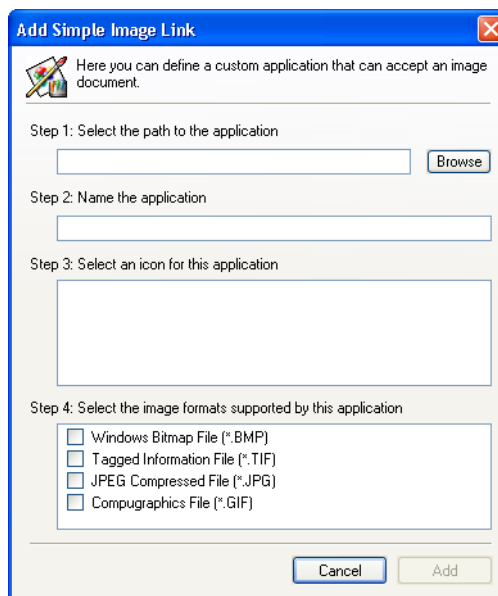 Add Simple Image Link
Here you can define a custom application that can accept an image
document.
Step 1: Select the path to the application
Browse
Step 2: Name the application
Step 3: Select an icon for this application
Step 4: Select the image formats supported by this application
Windows Bitmap File (*.BMP)
Tagged Information File (*.TIF)
JPEG Compressed File (*.JPG)
Compugraphics File (*.GIF)
Cancel Add